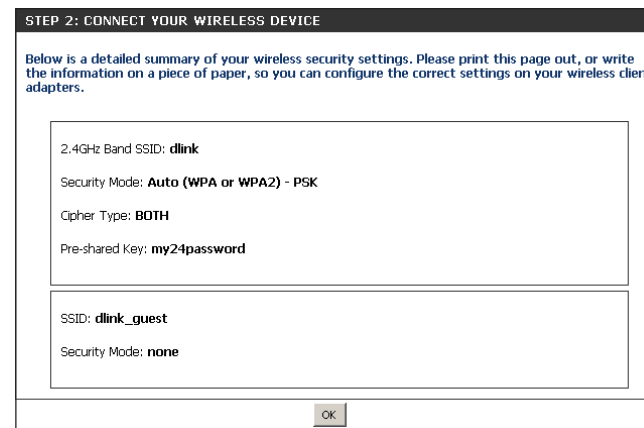 STEP 2: CONNECT YOUR WIRELESS DEVICE
Below is a detailed summary of your wireless security settings. Please print this page out, or write
the information on a piece of paper, so you can configure the correct settings on your wireless clien
adapters.
2.4GHz Band SSID: dlink
Security Mode: Auto (WPA or WPA2) - PSK
Cipher Type: BOTH
Pre-shared Key: my24password
SSID: dlink_guest
Security Mode: none
OK